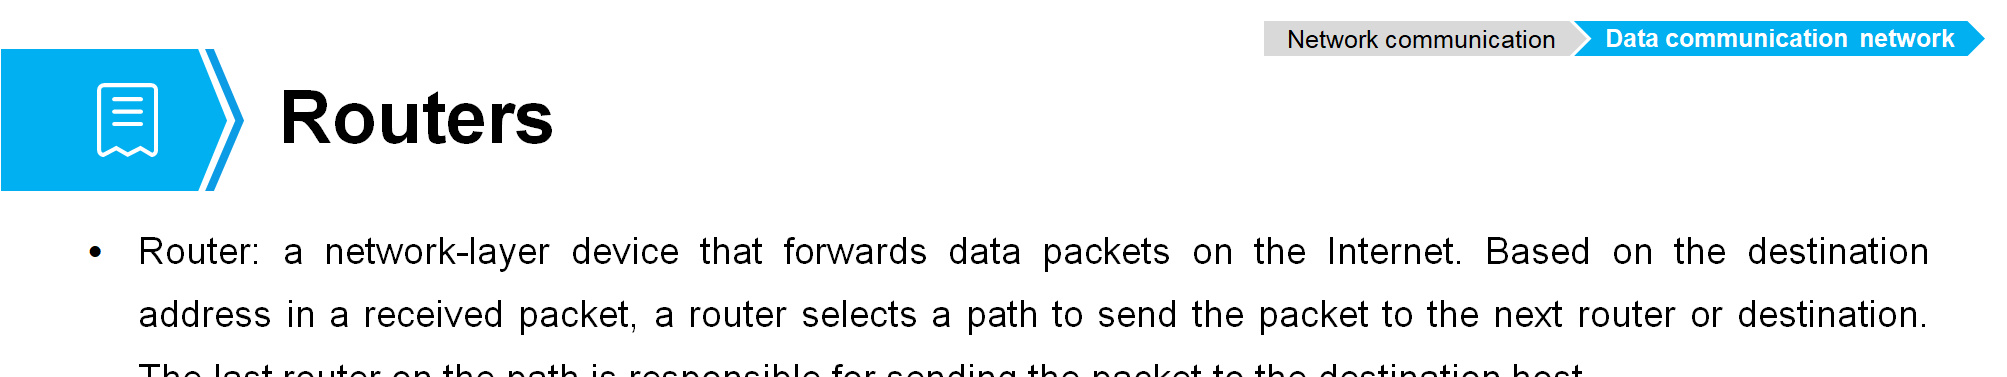 Network communication
Data communication network
Routers
• Router: a network-layer device that forwards data packets on the Internet. Based on the destination
address in a received packet, a router selects a path to send the packet to the next router or destination.
The last router on the path is responsible for sending the packet to the destination host.